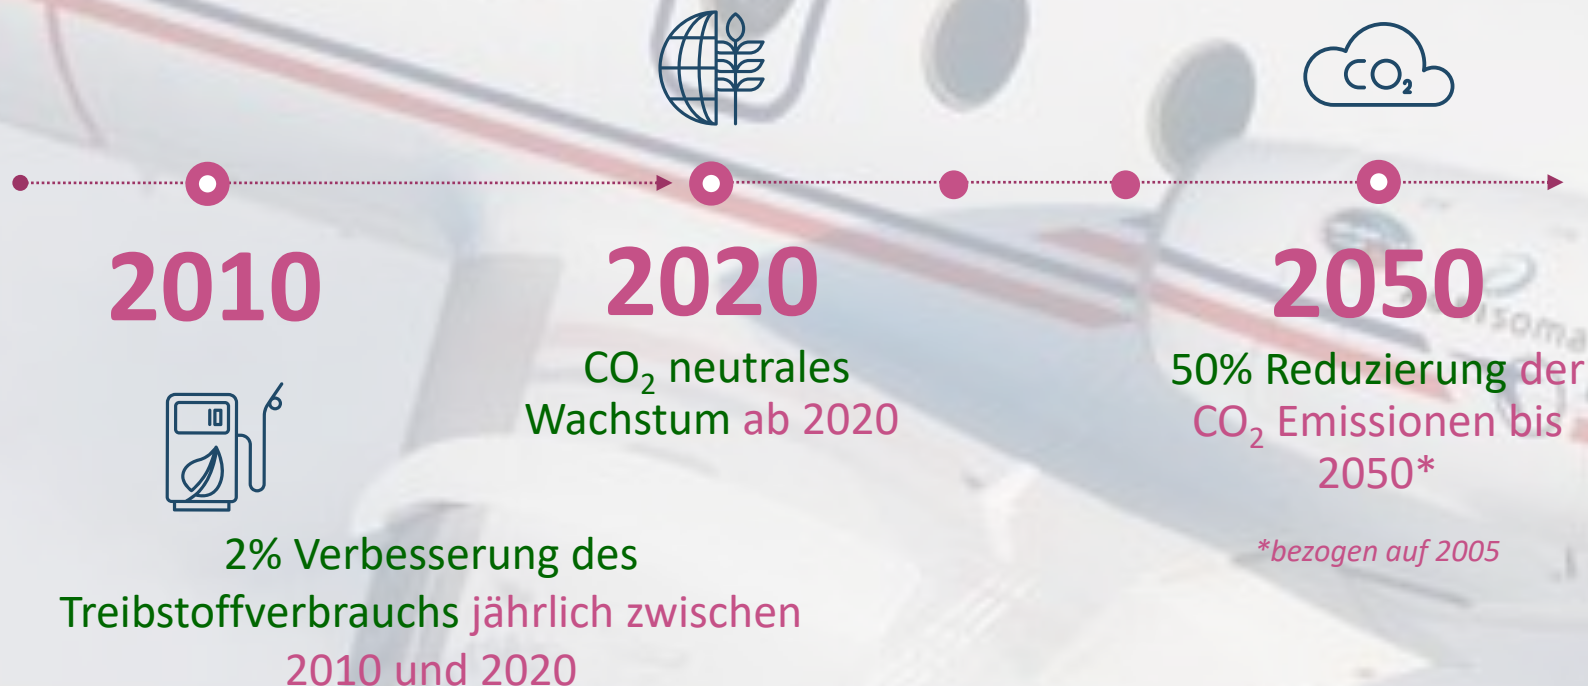 CO₂
2010
2020
2050
CO₂ neutrales
Wachstum ab 2020
50% Reduzierung der
CO₂ Emissionen bis
2050*
*bezogen auf 2005
10
2% Verbesserung des
Treibstoffverbrauchs jährlich zwischen
2010 und 2020